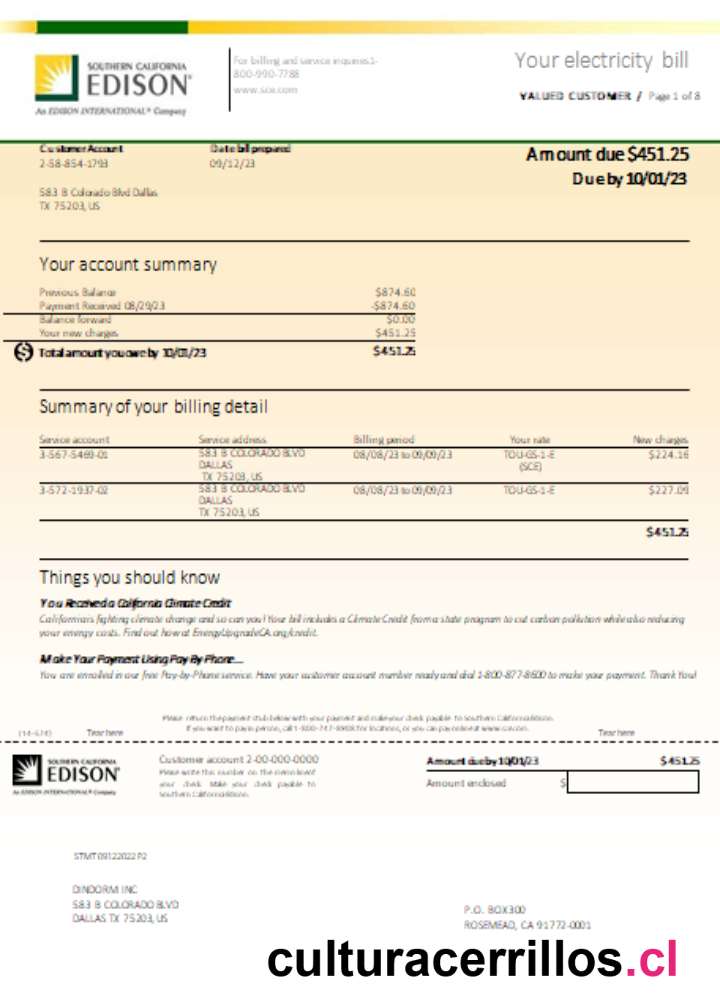 SOUTHERN CALIFORNIA
EDISON®
An EDISON INTERNATIONAL® Company
For billing and service inquiries 1-
800-990-7788
www.sce.com
Your electricity bill
VALUED CUSTOMER / Page 1 of 8
Customer Account
2-58-854-1793
Date bill prepared
09/12/23
Amount due $451.25
Due by 10/01/23
583 B Colorado Blvd Dallas
TX 75203, US
Your account summary
Previous Balance $874.60
Payment Received 08/29/23 -$874.60
Balance forward $0.00
Your new charges $451.25
Total amount you owe by 10/01/23 $451.25
Summary of your billing detail
Service account Service address Billing period Your rate New charges
3-567-5469-01 583 B COLORADO BLVD 08/08/23 to 09/09/23 TOU-GS-1-E $224.16
DALLAS (SCE)
TX 75203, US
3-572-1937-02 583 B COLORADO BLVD 08/08/23 to 09/09/23 TOU-GS-1-E $227.09
DALLAS
TX 75203, US
$451.25
Things you should know
You Received a California Climate Credit
California is fighting climate change and so can you! Your bill includes a Climate Credit from a state program to cut carbon pollution while also reducing
your energy costs. Find out how at EnergyUpgradeCA.org/credit.
Make Your Payment Using Pay By Phone...
You are enrolled in our free Pay-by-Phone service. Have your customer account number ready and dial 1-800-877-8600 to make your payment. Thank You!
Please return the payment stub below with your payment and make your check payable to Southern California Edison.
If you want to pay in person, call 1-800-747-8908 for locations, or you can pay online at www.sce.com.
(14-574) Tear here Tear here
SOUTHERN CALIFORNIA
EDISON®
An EDISON INTERNATIONAL® Company
Customer account 2-00-000-0000
Please write this number on the memo line of
your check. Make your check payable to
Southern California Edison.
Amount due by 10/01/23 $451.25
Amount enclosed $
STMT 09122022 P2
DINDORM INC
583 B COLORADO BLVD
DALLAS TX 75203, US
P.O. BOX 300
ROSEMEAD, CA 91772-0001
culturacerrillos.cl